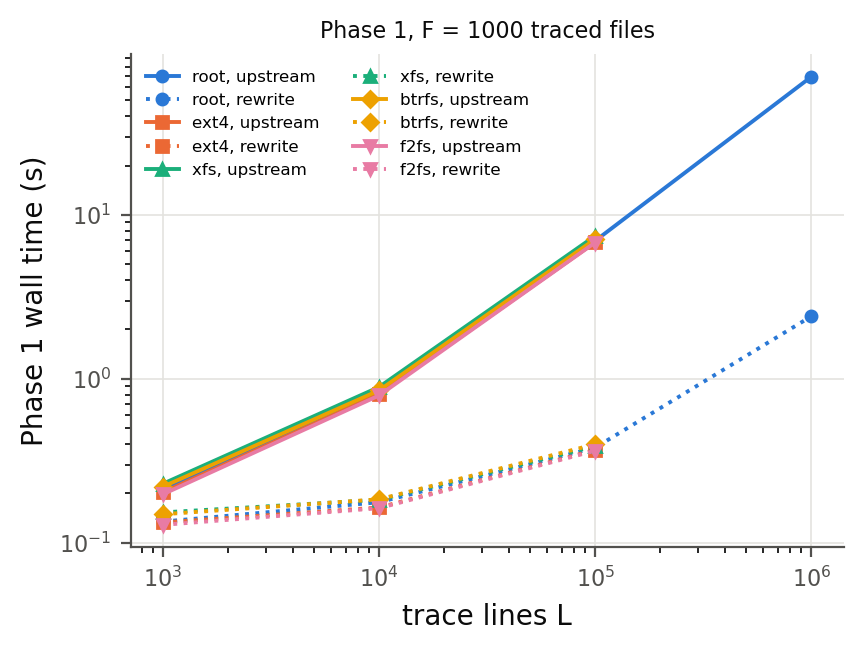 Phase 1, F = 1000 traced files
root, upstream
root, rewrite
ext4, upstream
ext4, rewrite
xfs, upstream
xfs, rewrite
btrfs, upstream
btrfs, rewrite
f2fs, upstream
f2fs, rewrite
Phase 1 wall time (s)
10¹
10⁰
10⁻¹
10³ 10⁴ 10⁵ 10⁶
trace lines L